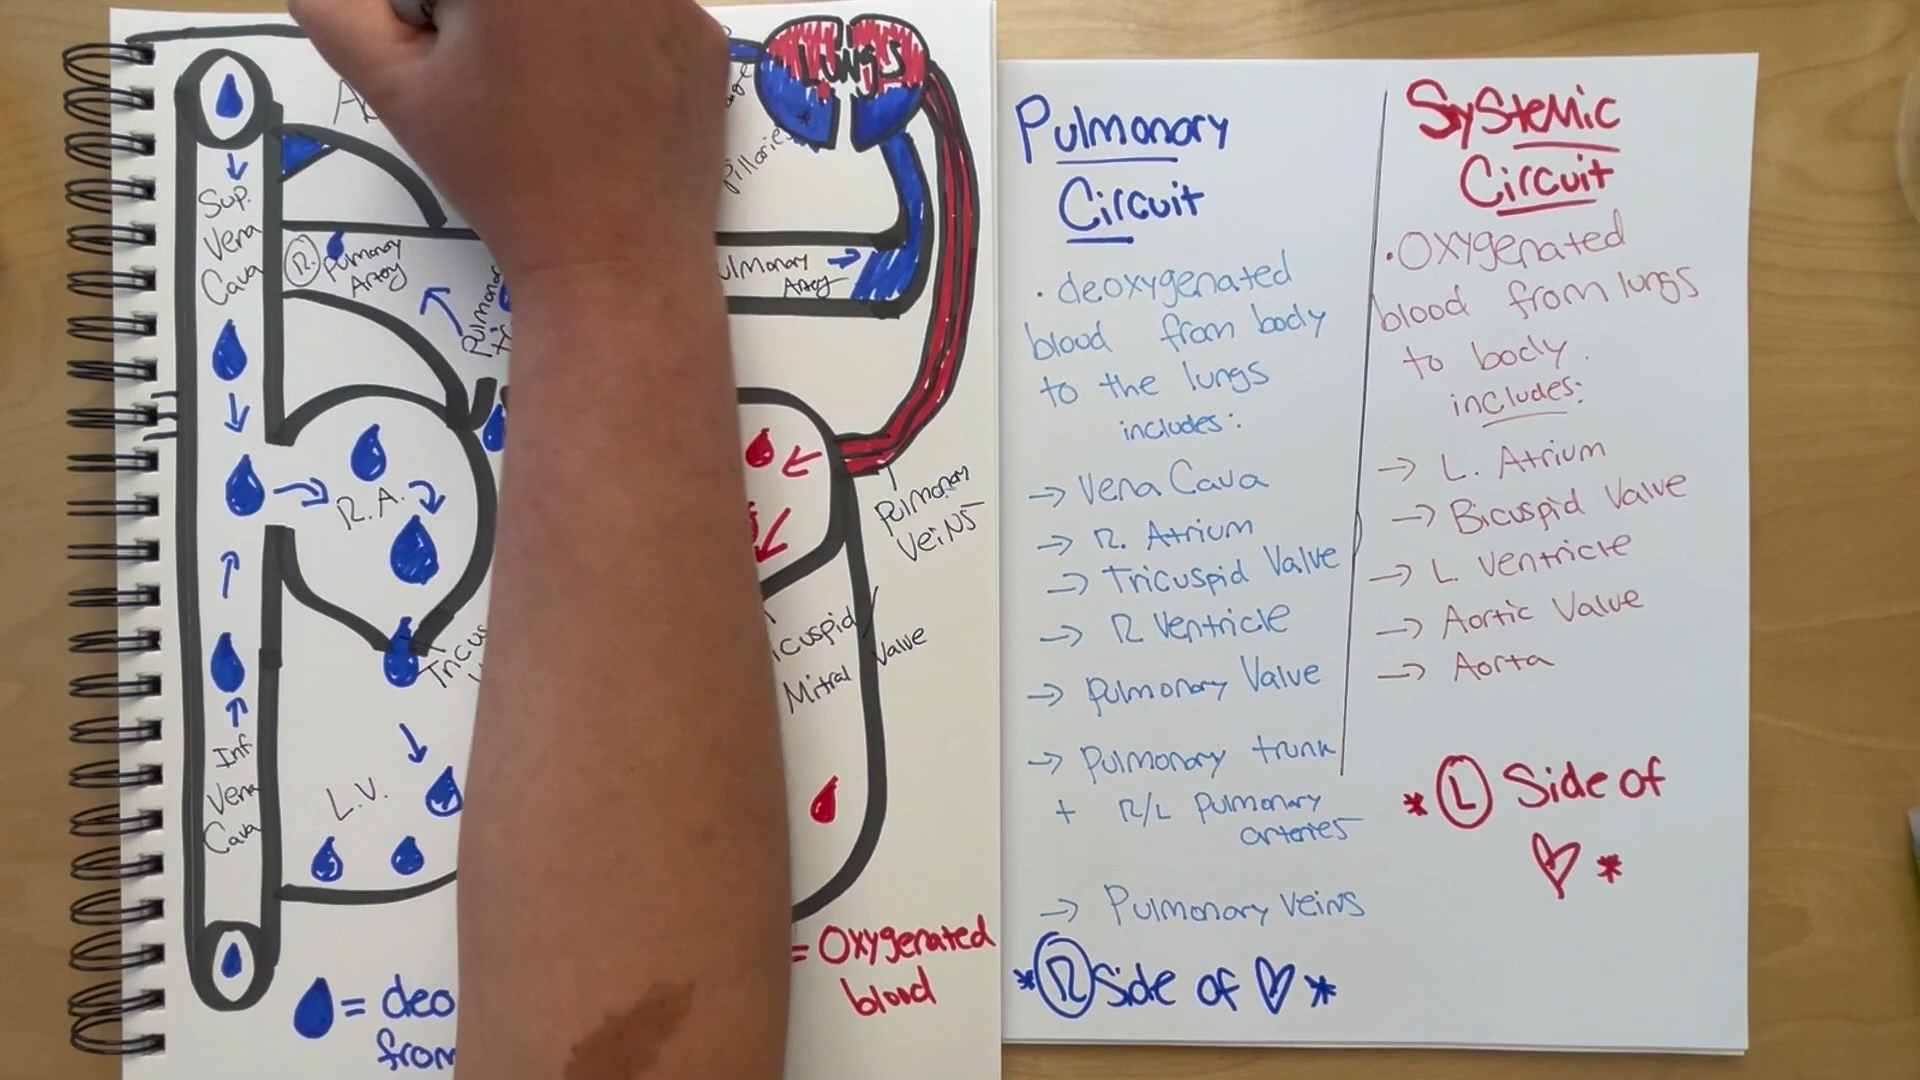 Sup.
Vena
Cava
R. Pulmonary
Artery
R.A.
Inf
Vena
Cava
L.V.
LUNGS
Artery
Pulmonary
Veins
Mitral Valve
= deo
from
= Oxygenated
blood
Pulmonary
Circuit
• deoxygenated
blood from body
to the lungs
includes:
→ Vena Cava
→ R. Atrium
→ Tricuspid Valve
→ R Ventricle
→ Pulmonary Valve
→ Pulmonary trunk
+ R/L Pulmonary
arteries
→ Pulmonary Veins
* R Side of ♡ *
Systemic
Circuit
• Oxygenated
blood from lungs
to body.
includes:
→ L. Atrium
→ Bicuspid Valve
→ L. Ventricle
→ Aortic Valve
→ Aorta
* L Side of
♡ *